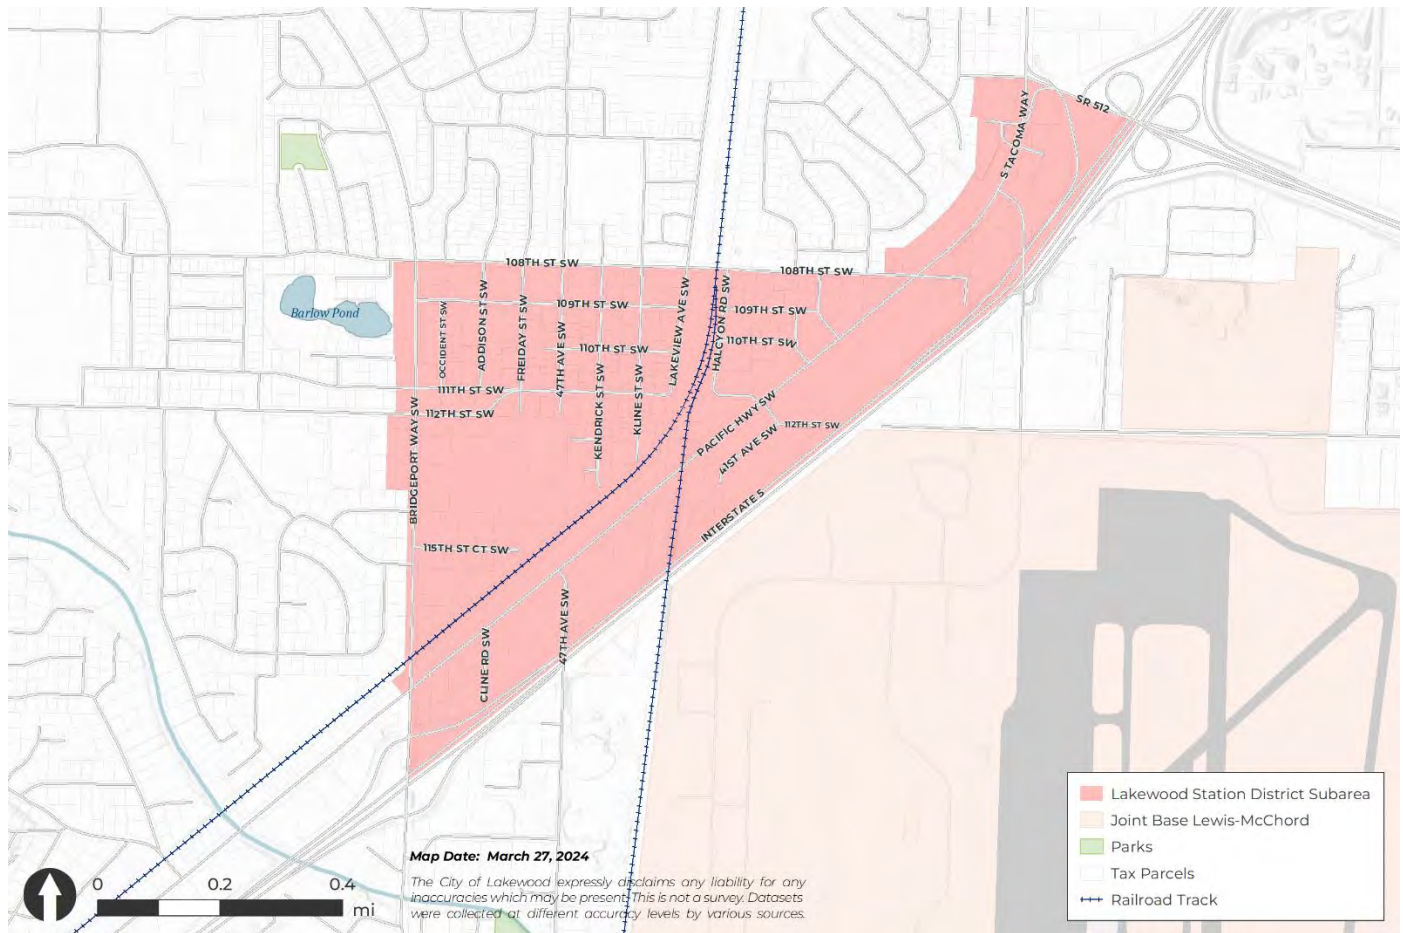 SR 512
S TACOMA WAY
108TH ST SW
108TH ST SW
Barlow Pond
OCCIDENT ST SW
ADDISON ST SW
FREIDAY ST SW
47TH AVE SW
109TH ST SW
110TH ST SW
KENDRICK ST SW
KLINE ST SW
LAKEVIEW AVE SW
HALCYON RD SW
109TH ST SW
110TH ST SW
111TH ST SW
112TH ST SW
BRIDGEPORT WAY SW
PACIFIC HWY SW
41ST AVE SW
112TH ST SW
INTERSTATE 5
115TH ST CT SW
CLINE RD SW
47TH AVE SW
Lakewood Station District Subarea
Joint Base Lewis-McChord
Parks
Tax Parcels
Railroad Track
Map Date: March 27, 2024
The City of Lakewood expressly disclaims any liability for any
inaccuracies which may be present. This is not a survey. Datasets
were collected at different accuracy levels by various sources.
0 0.2 0.4
mi